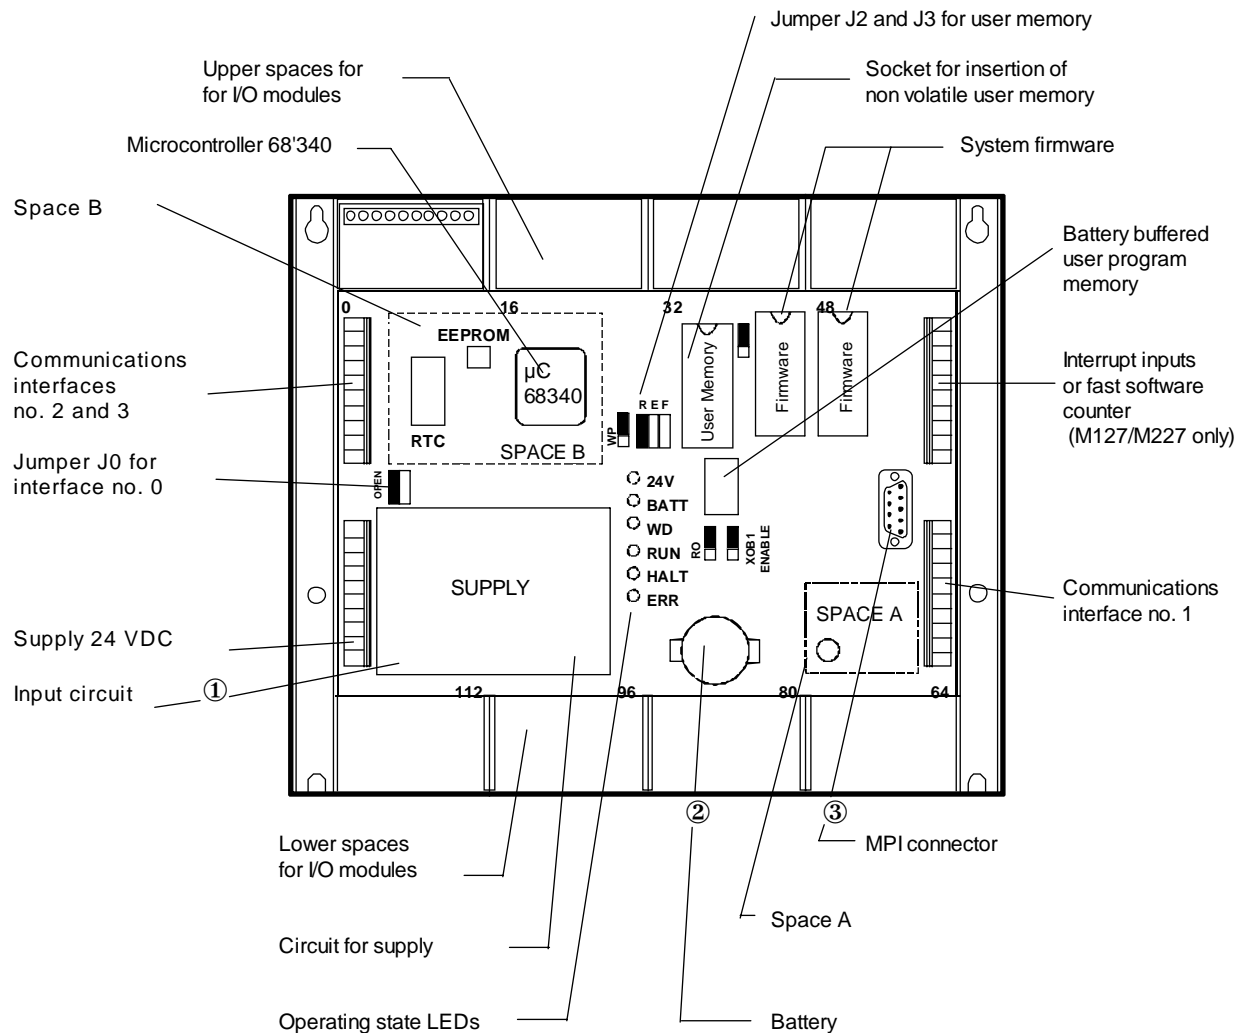 Jumper J2 and J3 for user memory
Upper spaces for
for I/O modules
Socket for insertion of
non volatile user memory
Microcontroller 68'340
System firmware
Space B
Battery buffered
user program
memory
0
16
32
48
EEPROM
µC
68340
RTC
SPACE B
WP
R E F
User Memory
Firmware
Firmware
Communications
interfaces
no. 2 and 3
Interrupt inputs
or fast software
counter
(M127/M227 only)
Jumper J0 for
interface no. 0
OPEN
24V
BATT
WD
RUN
HALT
ERR
RO
XOB1
ENABLE
SUPPLY
SPACE A
Communications
interface no. 1
Supply 24 VDC
Input circuit ①
112
96
80
64
②
③
MPI connector
Lower spaces
for I/O modules
Space A
Circuit for supply
Operating state LEDs
Battery